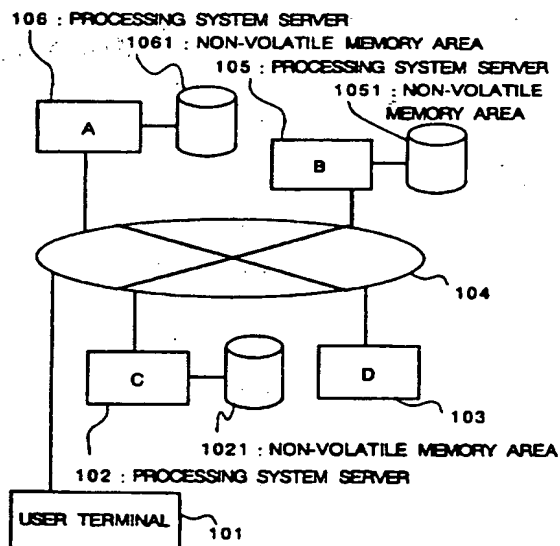 106 : PROCESSING SYSTEM SERVER
1061 : NON-VOLATILE MEMORY AREA
105 : PROCESSING SYSTEM SERVER
1051 : NON-VOLATILE
MEMORY AREA
A
B
104
C
D
103
1021 : NON-VOLATILE MEMORY AREA
102 : PROCESSING SYSTEM SERVER
USER TERMINAL
101